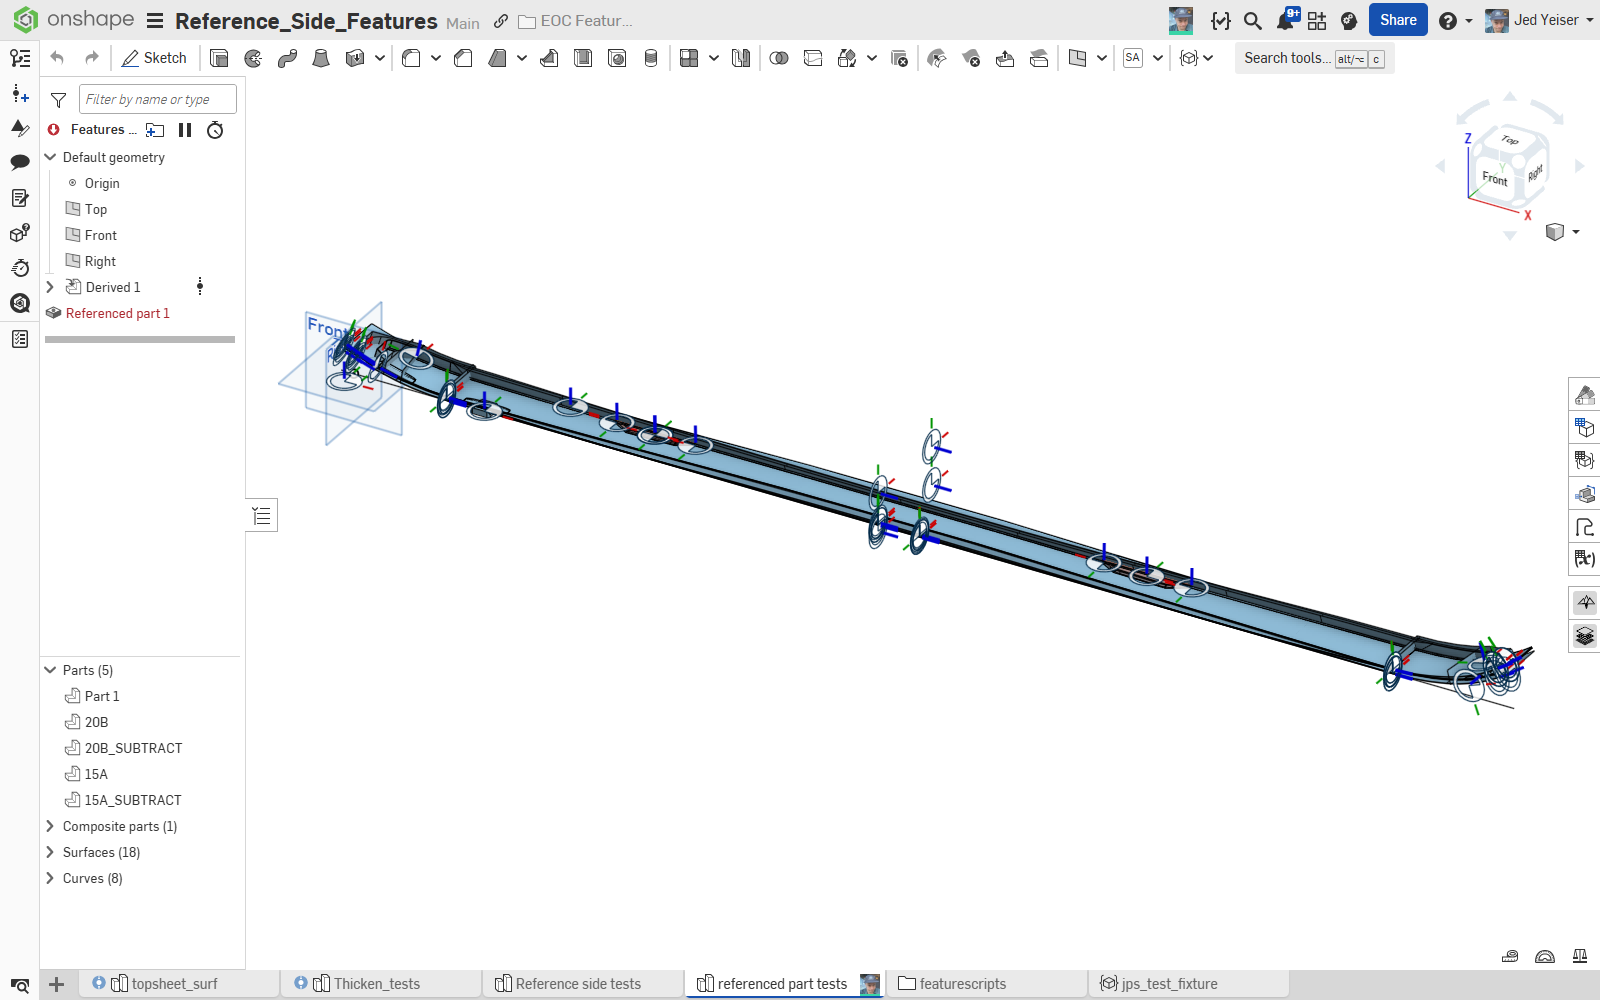 onshape
Reference_Side_Features Main
EOC Featur...
9+
Share
Jed Yeiser
Sketch
SA
Search tools... alt/⌥ c
Filter by name or type
Features ...
Default geometry
Origin
Top
Front
Right
Derived 1
Referenced part 1
Front
Z
Top
Front
Right
Y
X
Parts (5)
Part 1
20B
20B_SUBTRACT
15A
15A_SUBTRACT
Composite parts (1)
Surfaces (18)
Curves (8)
topsheet_surf
Thicken_tests
Reference side tests
referenced part tests
featurescripts
jps_test_fixture